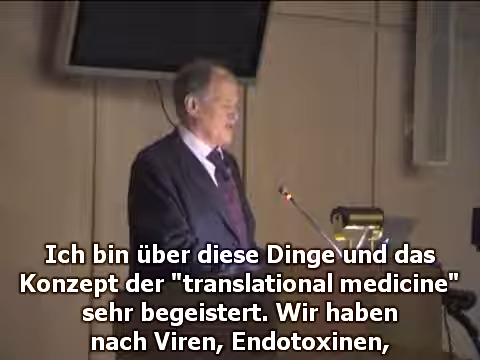 Ich bin über diese Dinge und das
Konzept der "translational medicine"
sehr begeistert. Wir haben
nach Viren, Endotoxinen,